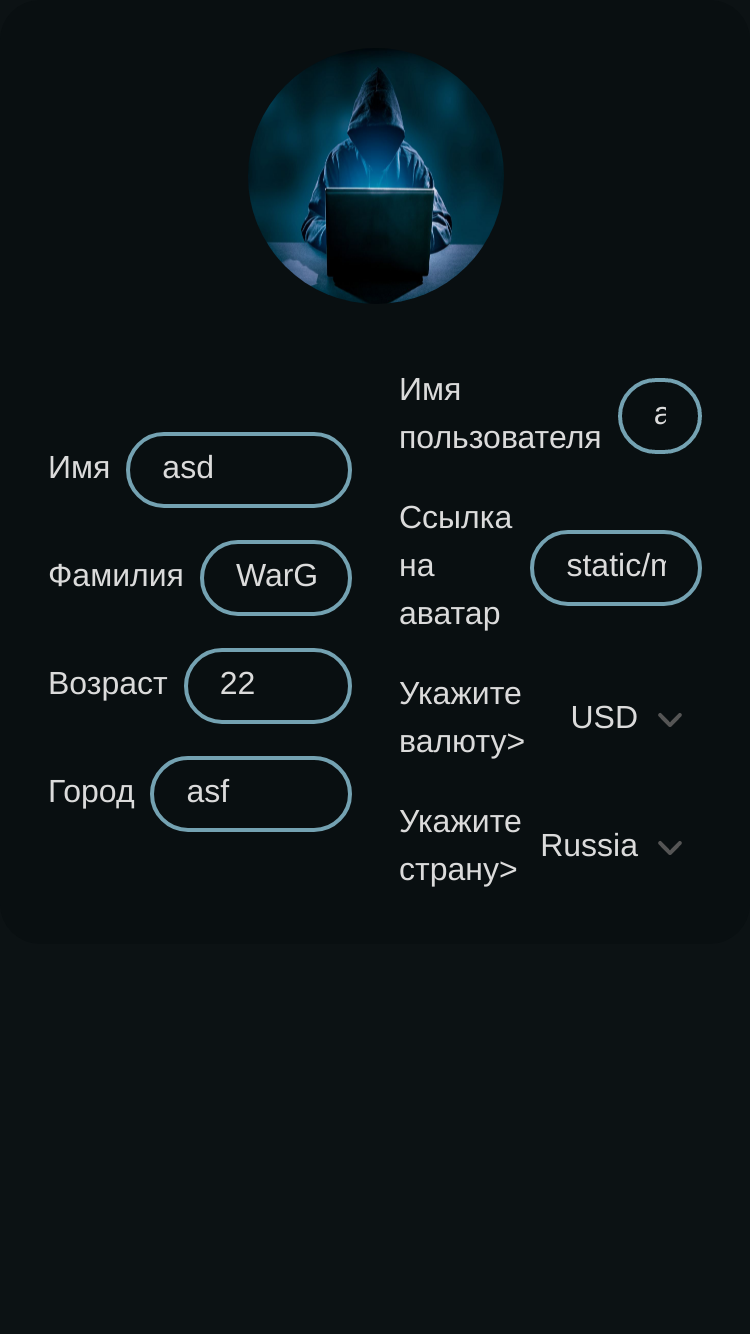 Имя
asd
Фамилия
WarG
Возраст
22
Город
asf
Имя
пользователя
Ссылка
на
аватар
static/
Укажите
валюту>
USD
Укажите
страну>
Russia